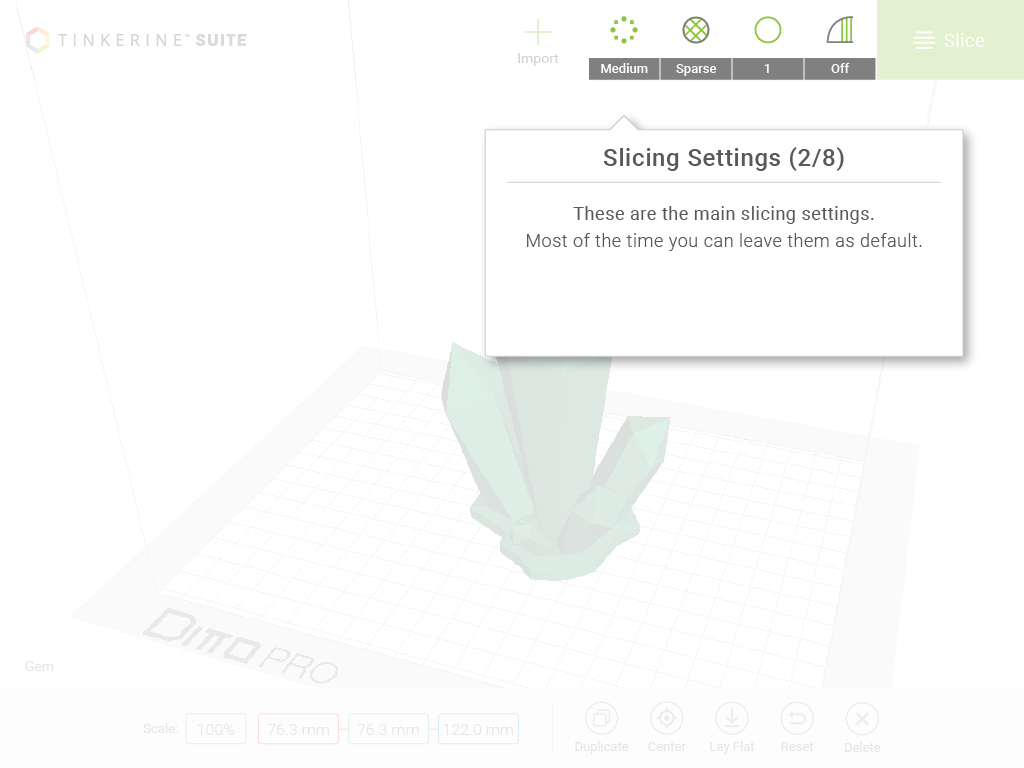 TINKERINE™ SUITE
Import
Medium
Sparse
1
Off
Slice
Slicing Settings (2/8)
These are the main slicing settings.
Most of the time you can leave them as default.
DITTO PRO
Gem
Scale:
100%
76.3 mm
76.3 mm
122.0 mm
Duplicate
Center
Lay Flat
Reset
Delete